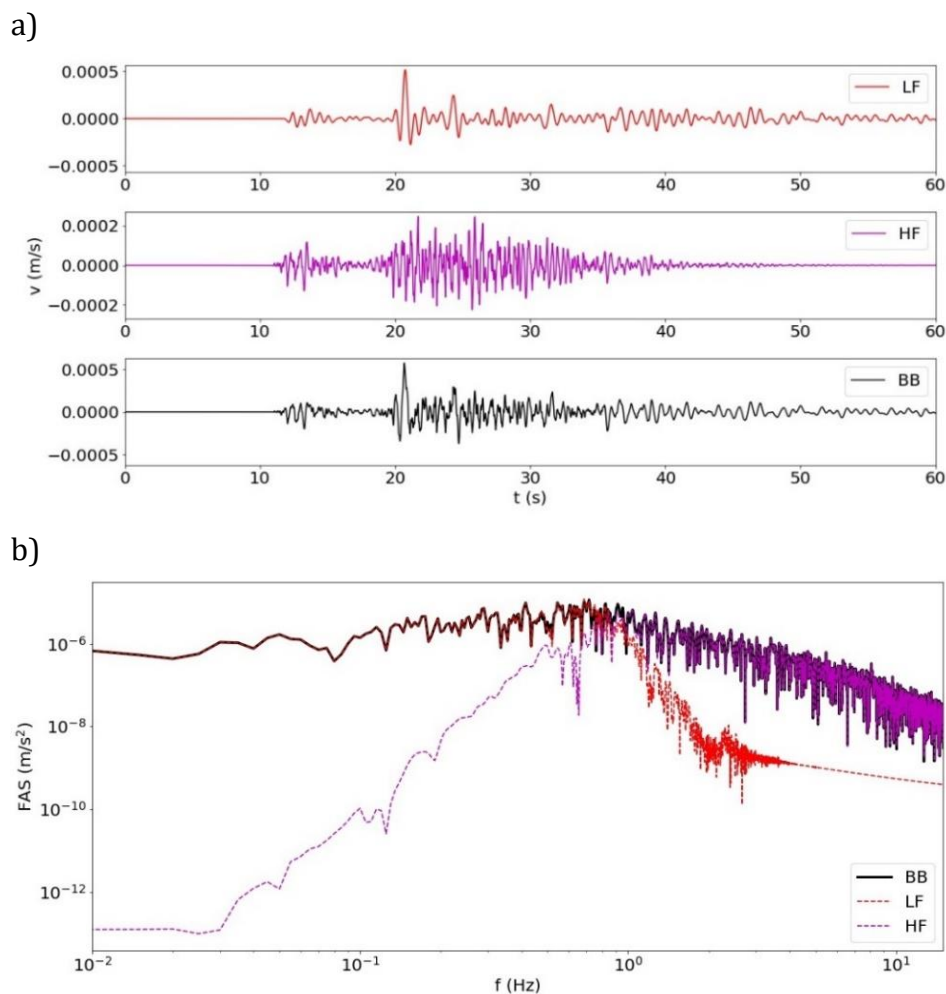 a)
0.0005
0.0000
−0.0005
LF
0 10 20 30 40 50 60
0.0002
0.0000
−0.0002
v (m/s)
HF
0 10 20 30 40 50 60
0.0005
0.0000
−0.0005
BB
0 10 20 30 40 50 60
t (s)
b)
10⁻⁶
10⁻⁸
10⁻¹⁰
10⁻¹²
FAS (m/s²)
BB
LF
HF
10⁻² 10⁻¹ 10⁰ 10¹
f (Hz)